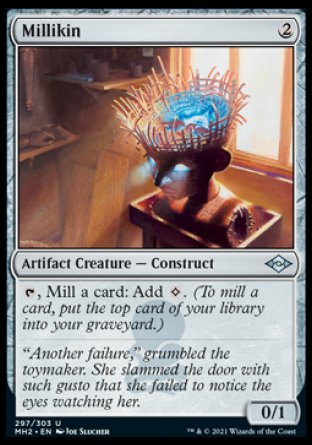 Millikin 2
Artifact Creature — Construct
, Mill a card: Add . (To mill a
card, put the top card of your library
into your graveyard.)
“Another failure,” grumbled the
toymaker. She slammed the door with
such gusto that she failed to notice the
eyes watching her.
297/303 U
MH2 • EN Joe Slucher
0/1
™ & © 2021 Wizards of the Coast